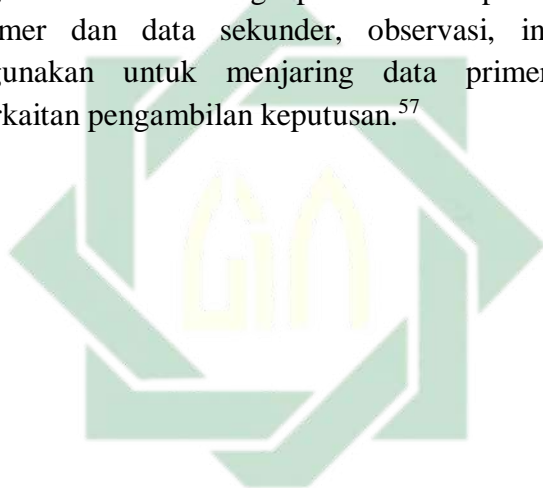 mer dan data sekunder, observasi, in
gunakan untuk menjaring data primer
rkaitan pengambilan keputusan.57